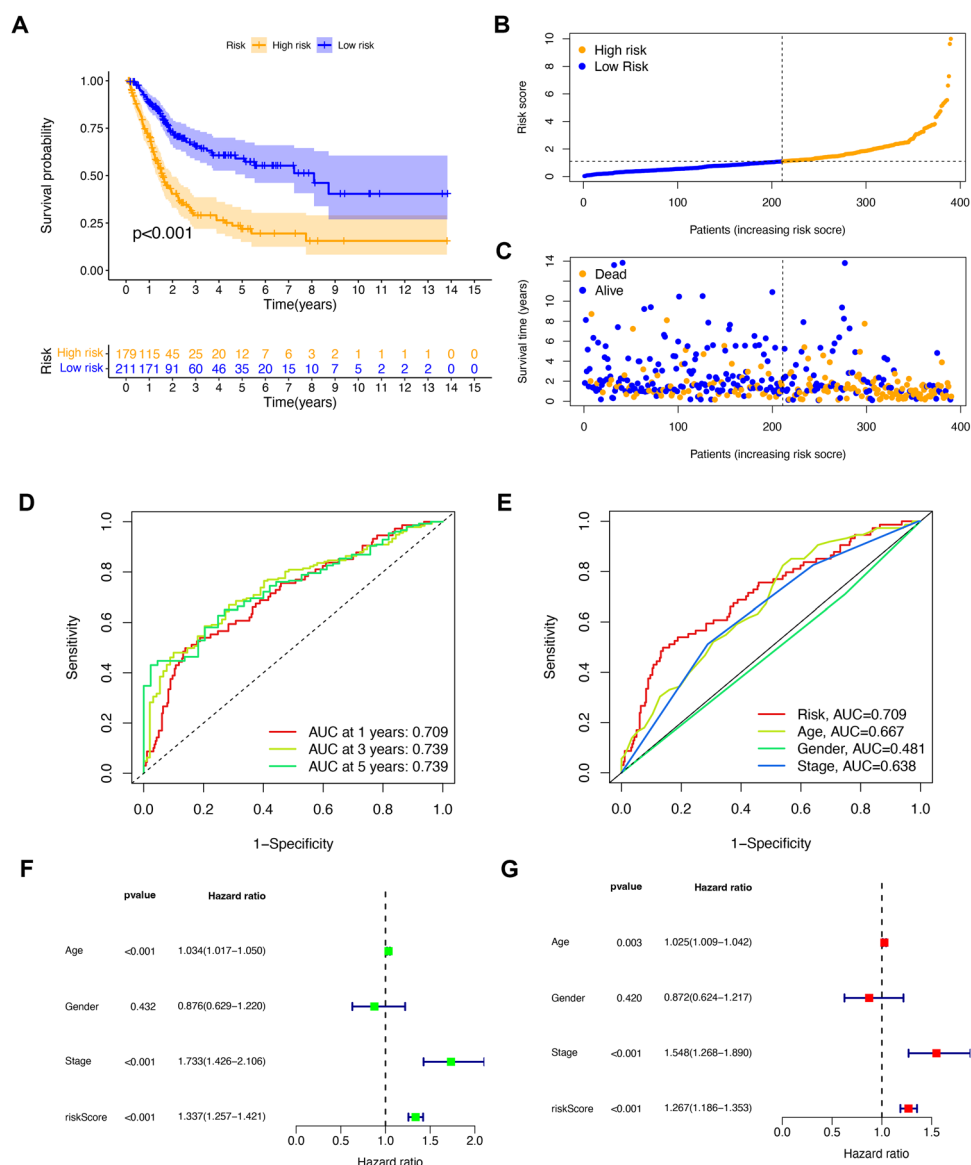 A
Risk High risk Low risk
Survival probability
1.00
0.75
0.50
0.25
0.00
p<0.001
0 1 2 3 4 5 6 7 8 9 10 11 12 13 14 15
Time(years)
Risk
High risk 179 115 45 25 20 12 7 6 3 2 1 1 1 1 0 0
Low risk 211 171 91 60 46 35 20 15 10 7 5 2 2 2 0 0
0 1 2 3 4 5 6 7 8 9 10 11 12 13 14 15
Time(years)
B
High risk
Low Risk
Risk score
10
8
6
4
2
0
0 100 200 300 400
Patients (increasing risk socre)
C
Dead
Alive
Survival time (years)
14
12
10
8
6
4
2
0
0 100 200 300 400
Patients (increasing risk socre)
D
Sensitivity
1.0
0.8
0.6
0.4
0.2
0.0
AUC at 1 years: 0.709
AUC at 3 years: 0.739
AUC at 5 years: 0.739
0.0 0.2 0.4 0.6 0.8 1.0
1−Specificity
E
Sensitivity
1.0
0.8
0.6
0.4
0.2
0.0
Risk, AUC=0.709
Age, AUC=0.667
Gender, AUC=0.481
Stage, AUC=0.638
0.0 0.2 0.4 0.6 0.8 1.0
1−Specificity
F
pvalue Hazard ratio
Age <0.001 1.034(1.017−1.050)
Gender 0.432 0.876(0.629−1.220)
Stage <0.001 1.733(1.426−2.106)
riskScore <0.001 1.337(1.257−1.421)
0.0 0.5 1.0 1.5 2.0
Hazard ratio
G
pvalue Hazard ratio
Age 0.003 1.025(1.009−1.042)
Gender 0.420 0.872(0.624−1.217)
Stage <0.001 1.548(1.268−1.890)
riskScore <0.001 1.267(1.186−1.353)
0.0 0.5 1.0 1.5
Hazard ratio